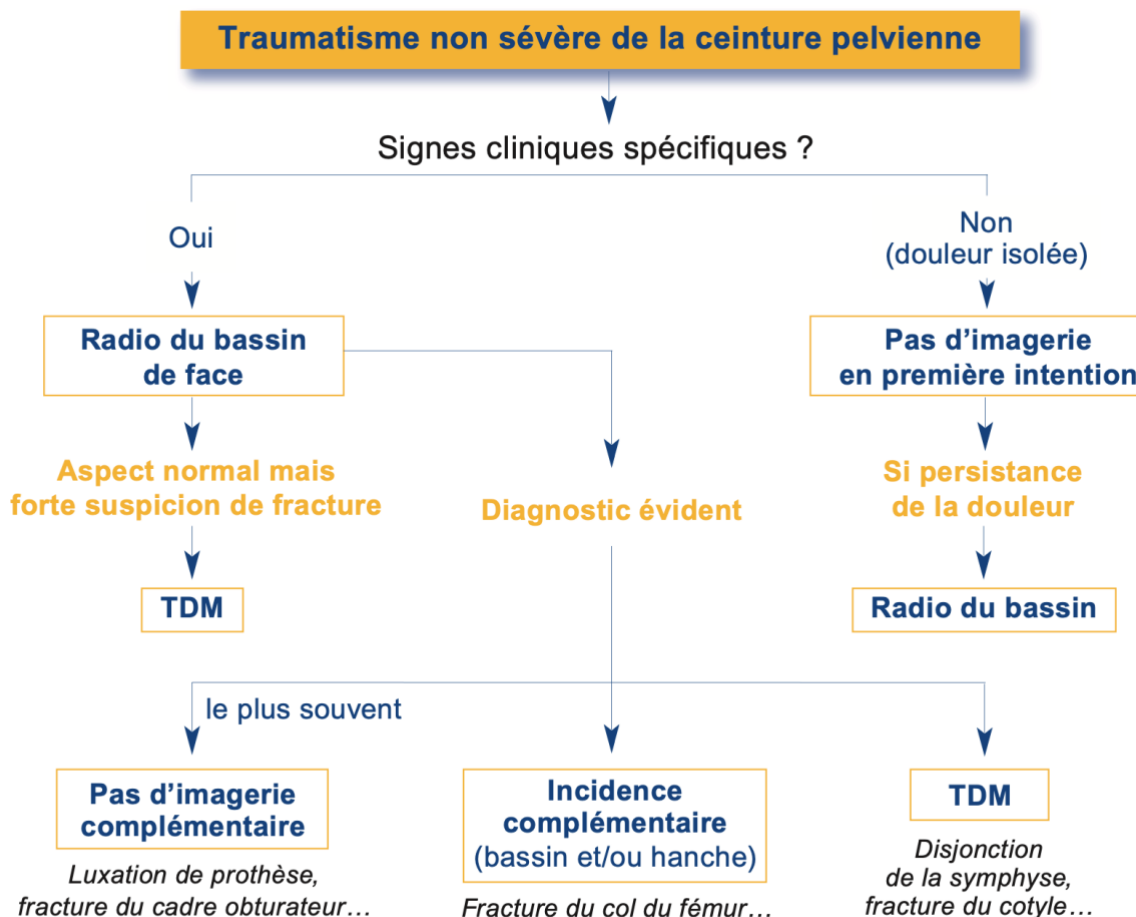 Traumatisme non sévère de la ceinture pelvienne
Signes cliniques spécifiques ?
Oui
Non
(douleur isolée)
Radio du bassin
de face
Pas d’imagerie
en première intention
Aspect normal mais
forte suspicion de fracture
Diagnostic évident
Si persistance
de la douleur
TDM
Radio du bassin
le plus souvent
Pas d’imagerie
complémentaire
Luxation de prothèse,
fracture du cadre obturateur…
Incidence
complémentaire
(bassin et/ou hanche)
Fracture du col du fémur…
TDM
Disjonction
de la symphyse,
fracture du cotyle…